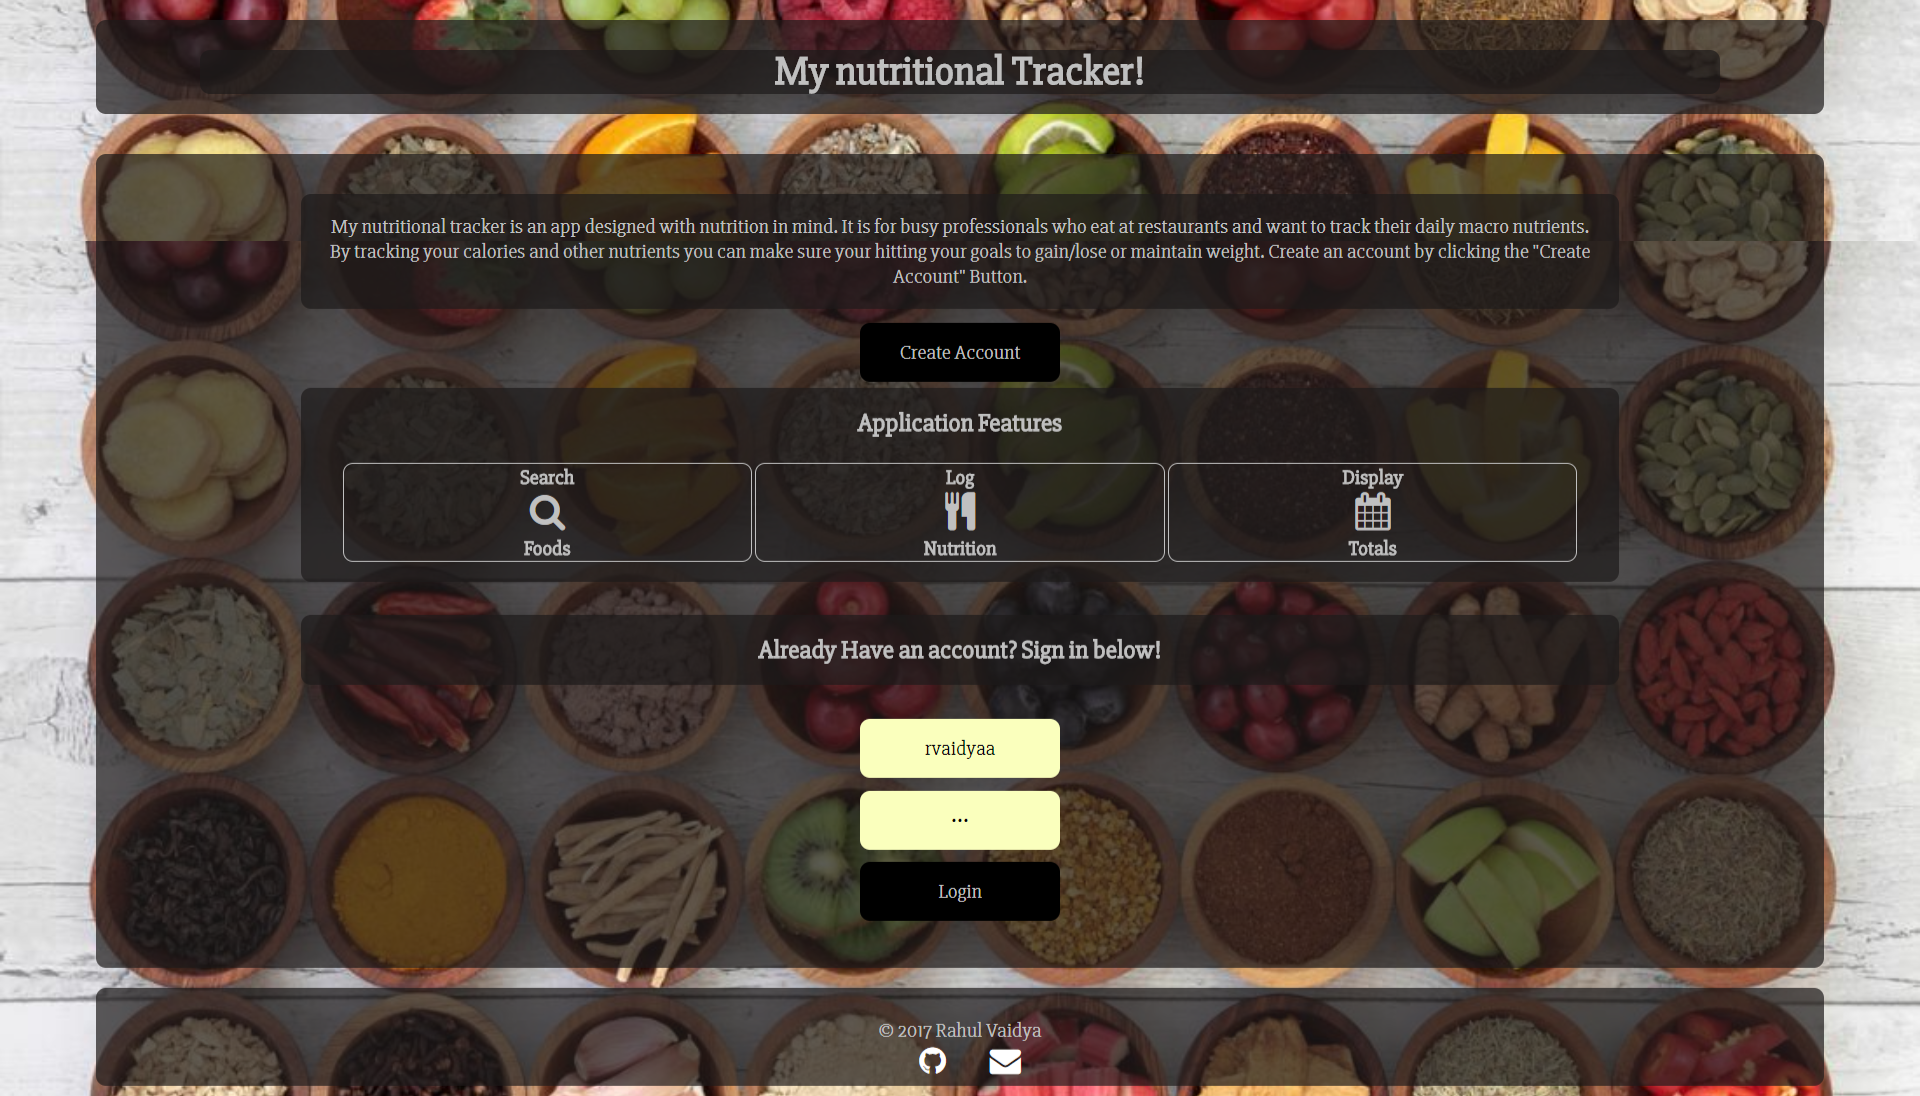 My nutritional Tracker!
My nutritional tracker is an app designed with nutrition in mind. It is for busy professionals who eat at restaurants and want to track their daily macro nutrients.
By tracking your calories and other nutrients you can make sure your hitting your goals to gain/lose or maintain weight. Create an account by clicking the "Create
Account" Button.
Create Account
Application Features
Search
Foods
Log
Nutrition
Display
Totals
Already Have an account? Sign in below!
rvaidyaa
...
Login
© 2017 Rahul Vaidya